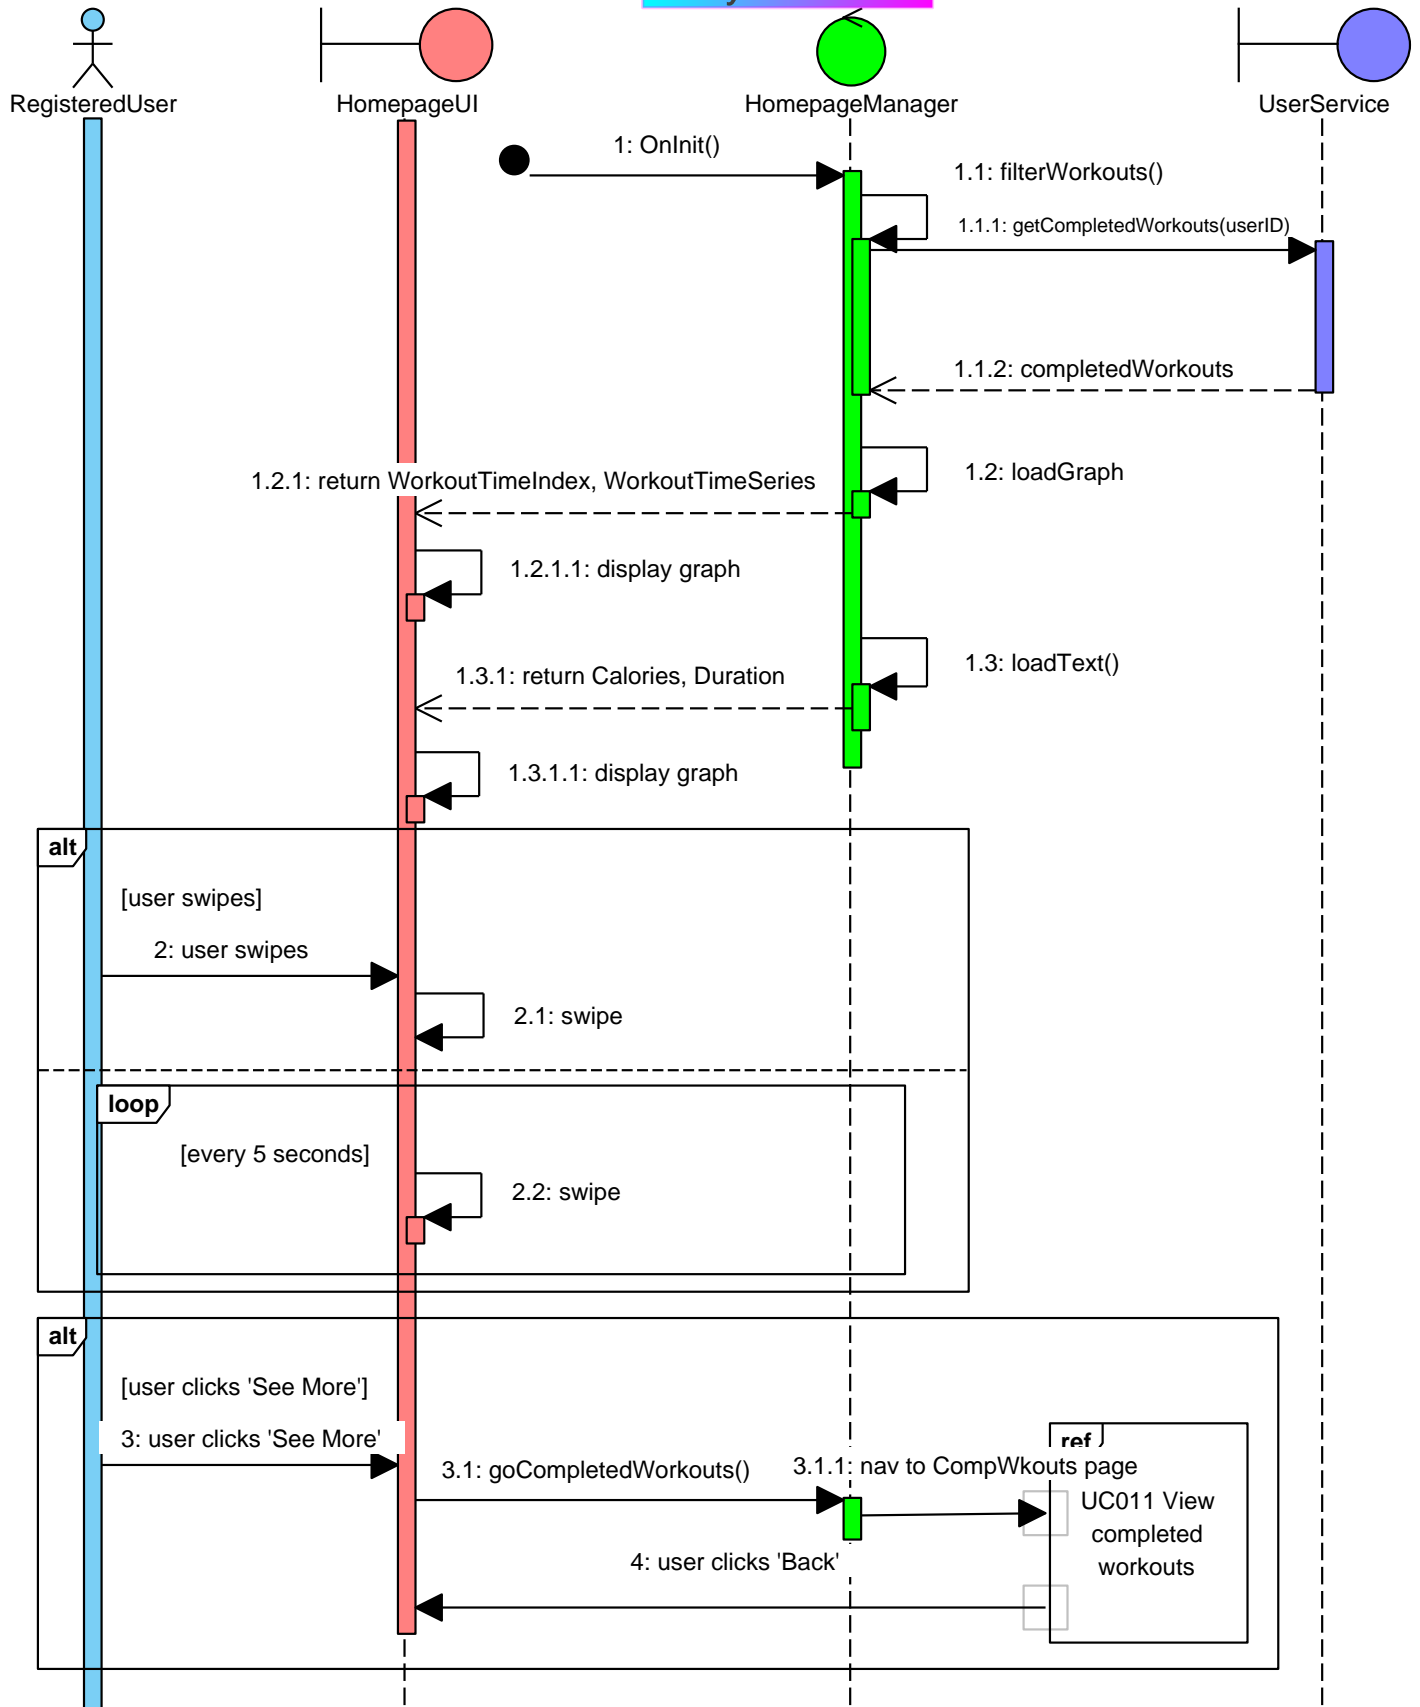 RegisteredUser
HomepageUI
HomepageManager
UserService
1: OnInit()
1.1: filterWorkouts()
1.1.1: getCompletedWorkouts(userID)
1.1.2: completedWorkouts
1.2: loadGraph
1.2.1: return WorkoutTimeIndex, WorkoutTimeSeries
1.2.1.1: display graph
1.3: loadText()
1.3.1: return Calories, Duration
1.3.1.1: display graph
alt
[user swipes]
2: user swipes
2.1: swipe
loop
[every 5 seconds]
2.2: swipe
alt
[user clicks 'See More']
3: user clicks 'See More'
ref
3.1: goCompletedWorkouts()
3.1.1: nav to CompWkouts page
UC011 View
completed
workouts
4: user clicks 'Back'